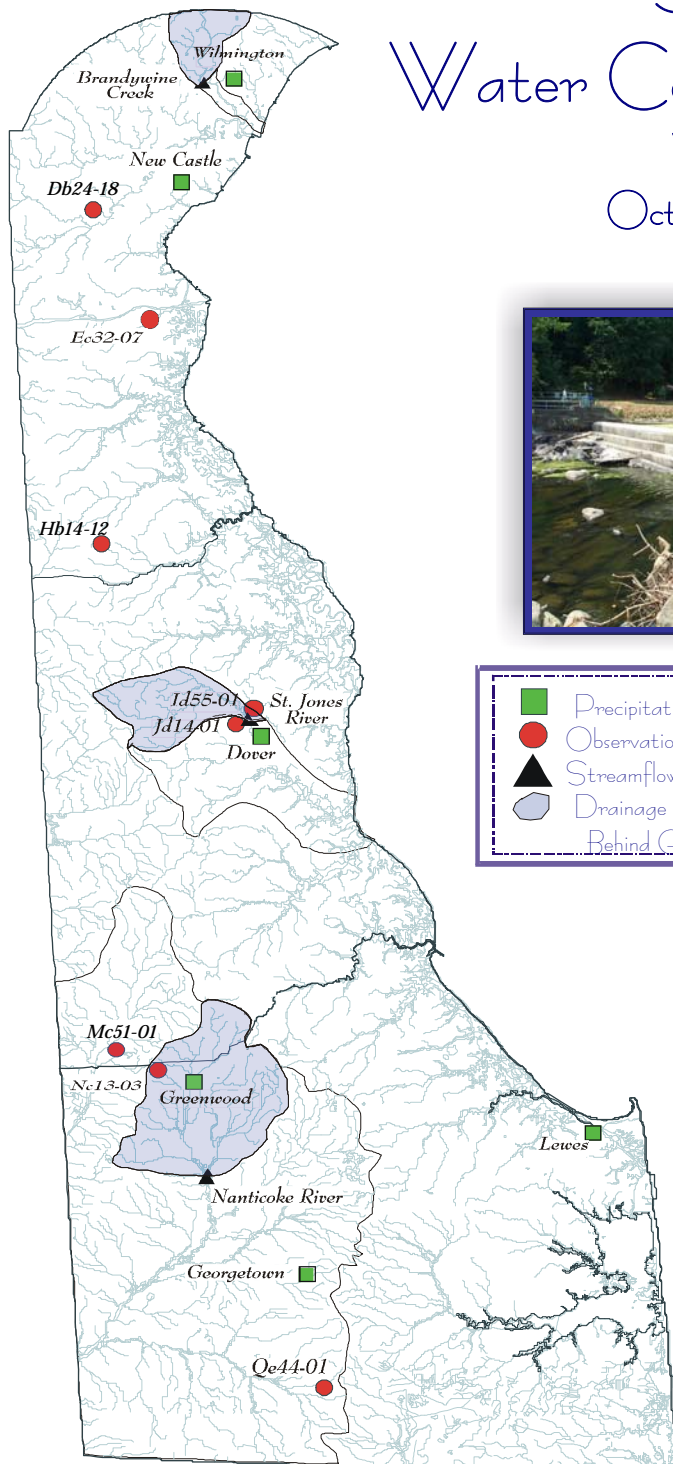 Water
Oct
Wilmington
Brandywine
Creek
New Castle
Db24-18
Ec32-07
Hb14-12
Id55-01
St. Jones
River
Jd14-01
Dover
Precipitat
Observatio
Streamflow
Drainage
Behind G
Mc51-01
Nc13-03
Greenwood
Lewes
Nanticoke River
Georgetown
Qe44-01